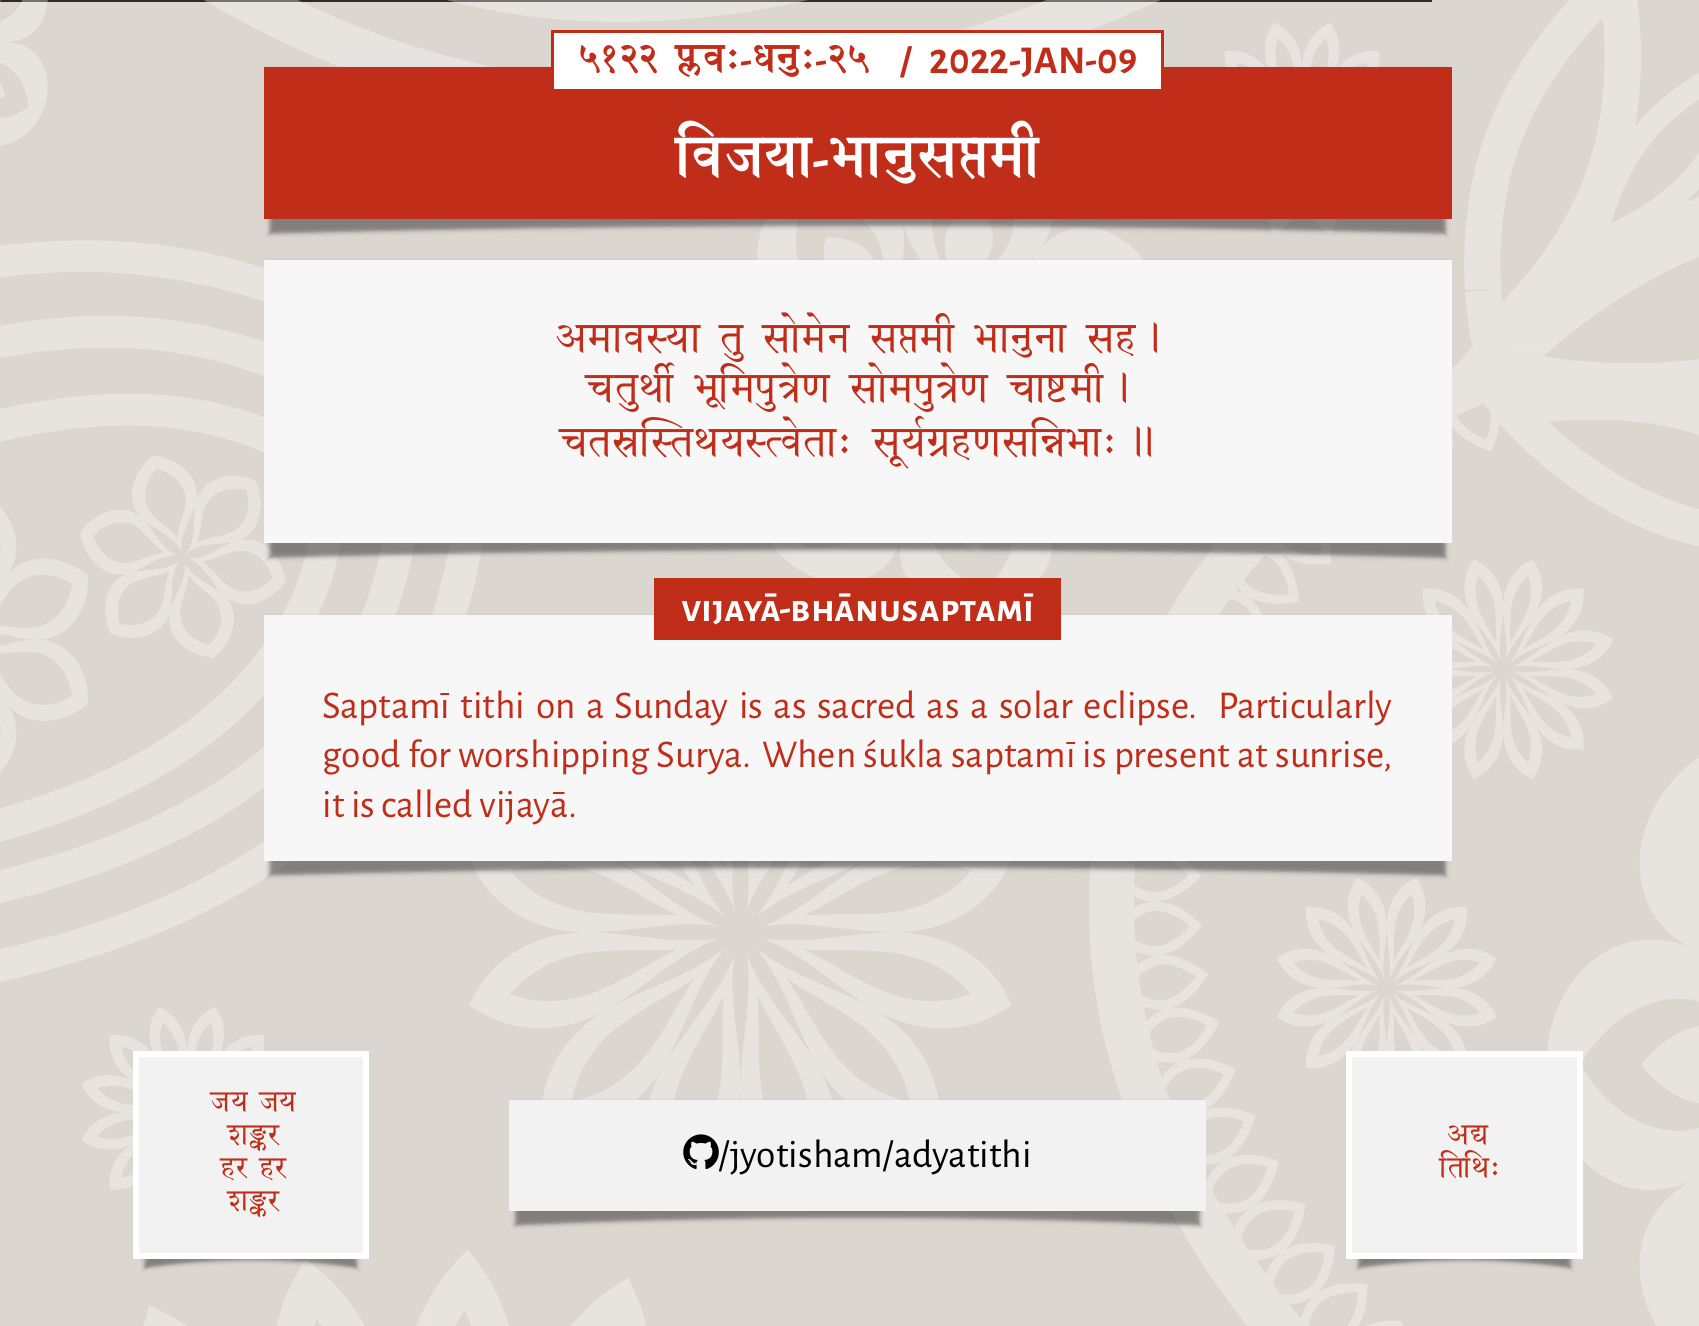 ५१२२ प्लवः-धनुः-२५ / 2022-JAN-09
विजया-भानुसप्तमी
अमावस्या तु सोमेन सप्तमी भानुना सह ।
चतुर्थी भूमिपुत्रेण सोमपुत्रेण चाष्टमी ।
चतस्रस्तिथयस्त्वेताः सूर्यग्रहणसन्निभाः ॥
VIJAYĀ-BHĀNUSAPTAMĪ
Saptamī tithi on a Sunday is as sacred as a solar eclipse. Particularly
good for worshipping Surya. When śukla saptamī is present at sunrise,
it is called vijayā.
जय जय
शङ्कर
हर हर
शङ्कर
/jyotisham/adyatithi
अद्य
तिथिः